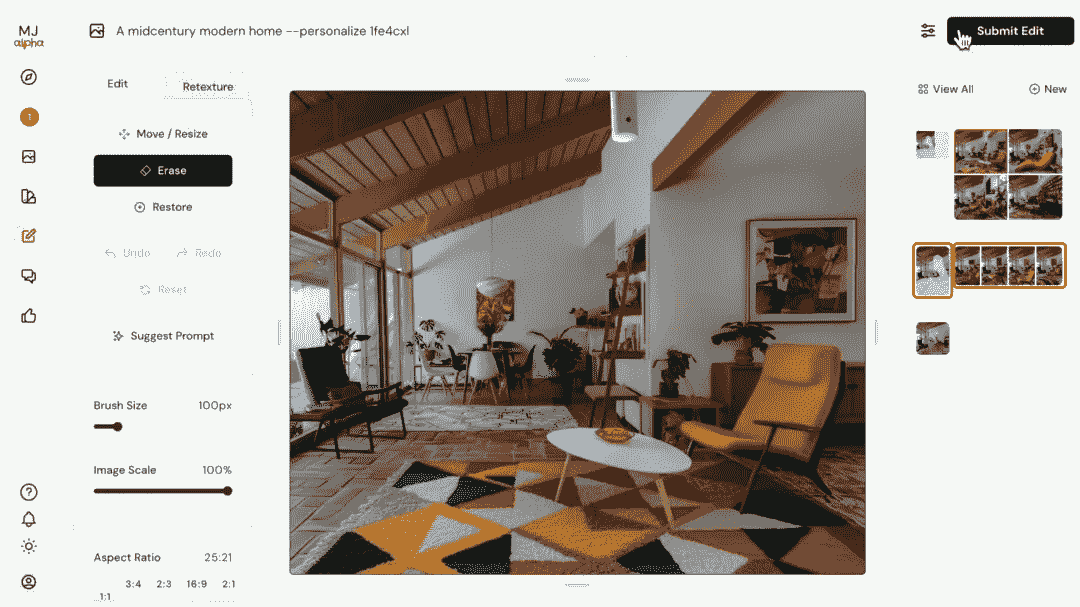 MJ
alpha
A midcentury modern home --personalize 1fe4cxl
Submit Edit
Edit
Retexture
View All
New
1
Move / Resize
Erase
Restore
Undo
Redo
Reset
Suggest Prompt
Brush Size
100px
Image Scale
100%
Aspect Ratio
25:21
3:4
2:3
16:9
2:1
1:1